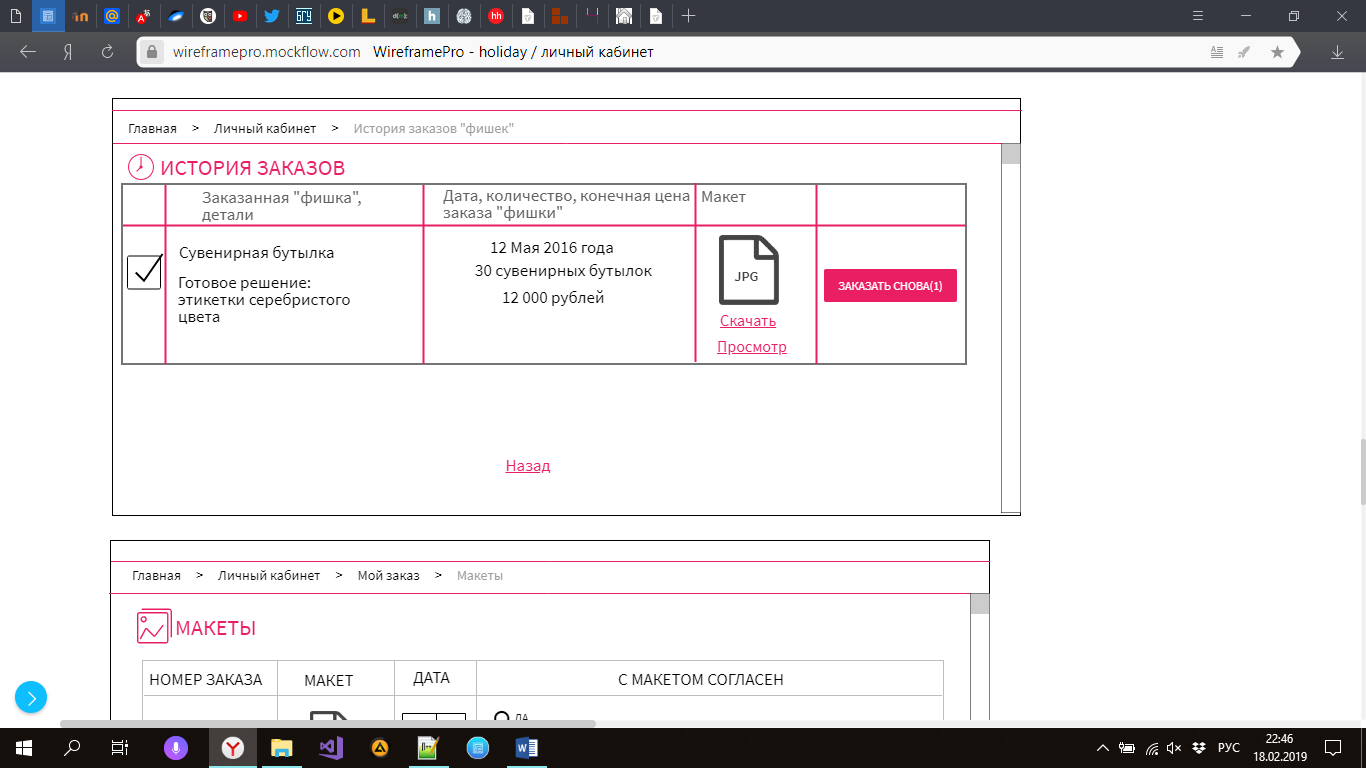 БГУ
d(m);
h
hh
Я
wireframepro.mockflow.com WireframePro - holiday / личный кабинет
Главная > Личный кабинет > История заказов "фишек"
ИСТОРИЯ ЗАКАЗОВ
Заказанная "фишка",
детали
Дата, количество, конечная цена
заказа "фишки"
Макет
Сувенирная бутылка
Готовое решение:
этикетки серебристого
цвета
12 Мая 2016 года
30 сувенирных бутылок
12 000 рублей
JPG
Скачать
Просмотр
ЗАКАЗАТЬ СНОВА(1)
Назад
Главная > Личный кабинет > Мой заказ > Макеты
МАКЕТЫ
НОМЕР ЗАКАЗА
МАКЕТ
ДАТА
С МАКЕТОМ СОГЛАСЕН
ДА
РУС
22:46
18.02.2019